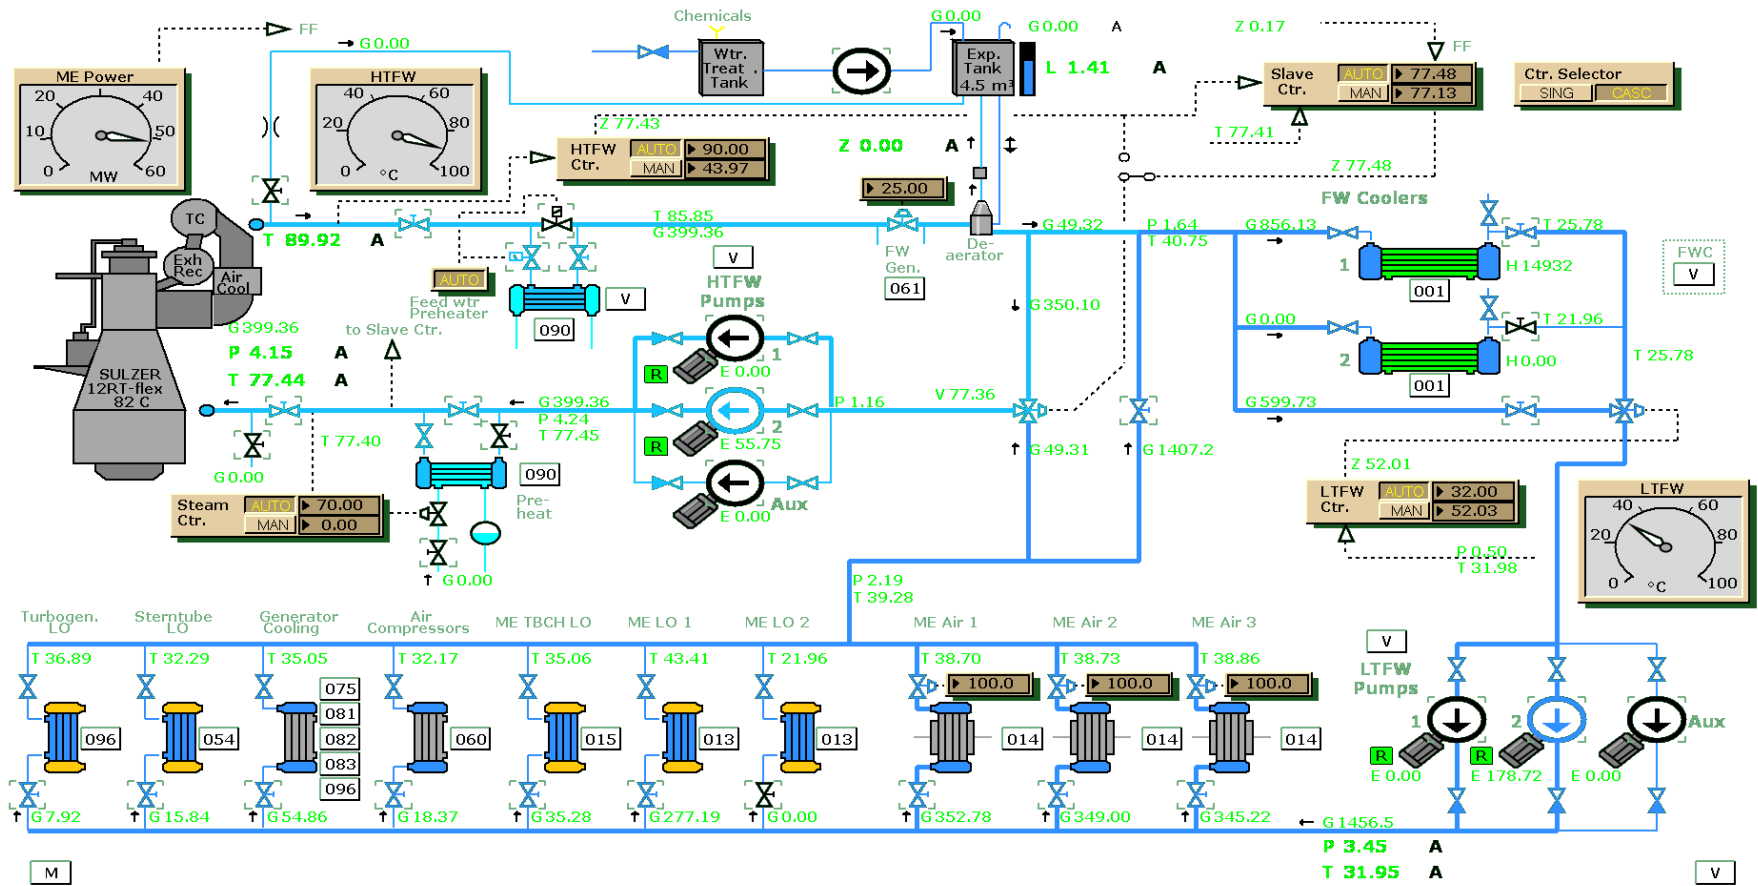 Chemicals
G 0.00
G 0.00 A
Z 0.17
FF
G 0.00
FF
ME Power
20 40
10 50
0 60
MW
HTFW
40 60
20 80
0 100
°C
Wtr.
Treat .
Tank
Exp.
Tank
4.5 m³
L 1.41 A
Slave
Ctr.
AUTO 77.48
MAN 77.13
Ctr. Selector
SING CASC
Z 77.43
HTFW
Ctr.
AUTO 90.00
MAN 43.97
Z 0.00 A
T 77.41
Z 77.48
25.00
FW Coolers
TC
Exh
Rec
Air
Cool
T 89.92 A
T 85.85
G 399.36
G 49.32
P 1.64
T 40.75
G 856.13
T 25.78
De-
aerator
FW
Gen.
061
V
AUTO
Feed wtr
Preheater
V
090
HTFW
Pumps
1
H 14932
001
FWC
V
to Slave Ctr.
G 399.36
P 4.15 A
T 77.44 A
G 350.10
G 0.00
T 21.96
2
H 0.00
001
T 25.78
SULZER
12RT-flex
82 C
1
R
E 0.00
G 399.36
P 4.24
T 77.45
P 1.16
V 77.36
G 599.73
2
R
E 55.75
T 77.40
G 0.00
G 49.31
G 1407.2
090
Pre-
heat
Aux
E 0.00
Steam
Ctr.
AUTO 70.00
MAN 0.00
G 0.00
Z 52.01
LTFW
Ctr.
AUTO 32.00
MAN 52.03
P 0.50
T 31.98
LTFW
40 60
20 80
0 100
°C
P 2.19
T 39.28
Turbogen.
LO
Sterntube
LO
Generator
Cooling
Air
Compressors
ME TBCH LO
ME LO 1
ME LO 2
ME Air 1
ME Air 2
ME Air 3
T 36.89
T 32.29
T 35.05
T 32.17
T 35.06
T 43.41
T 21.96
T 38.70
T 38.73
T 38.86
100.0
100.0
100.0
V
LTFW
Pumps
096
054
075
081
082
083
096
060
015
013
013
014
014
014
1
R
E 0.00
2
R
E 178.72
Aux
E 0.00
G 7.92
G 15.84
G 54.86
G 18.37
G 35.28
G 277.19
G 0.00
G 352.78
G 349.00
G 345.22
G 1456.5
P 3.45 A
T 31.95 A
M
V